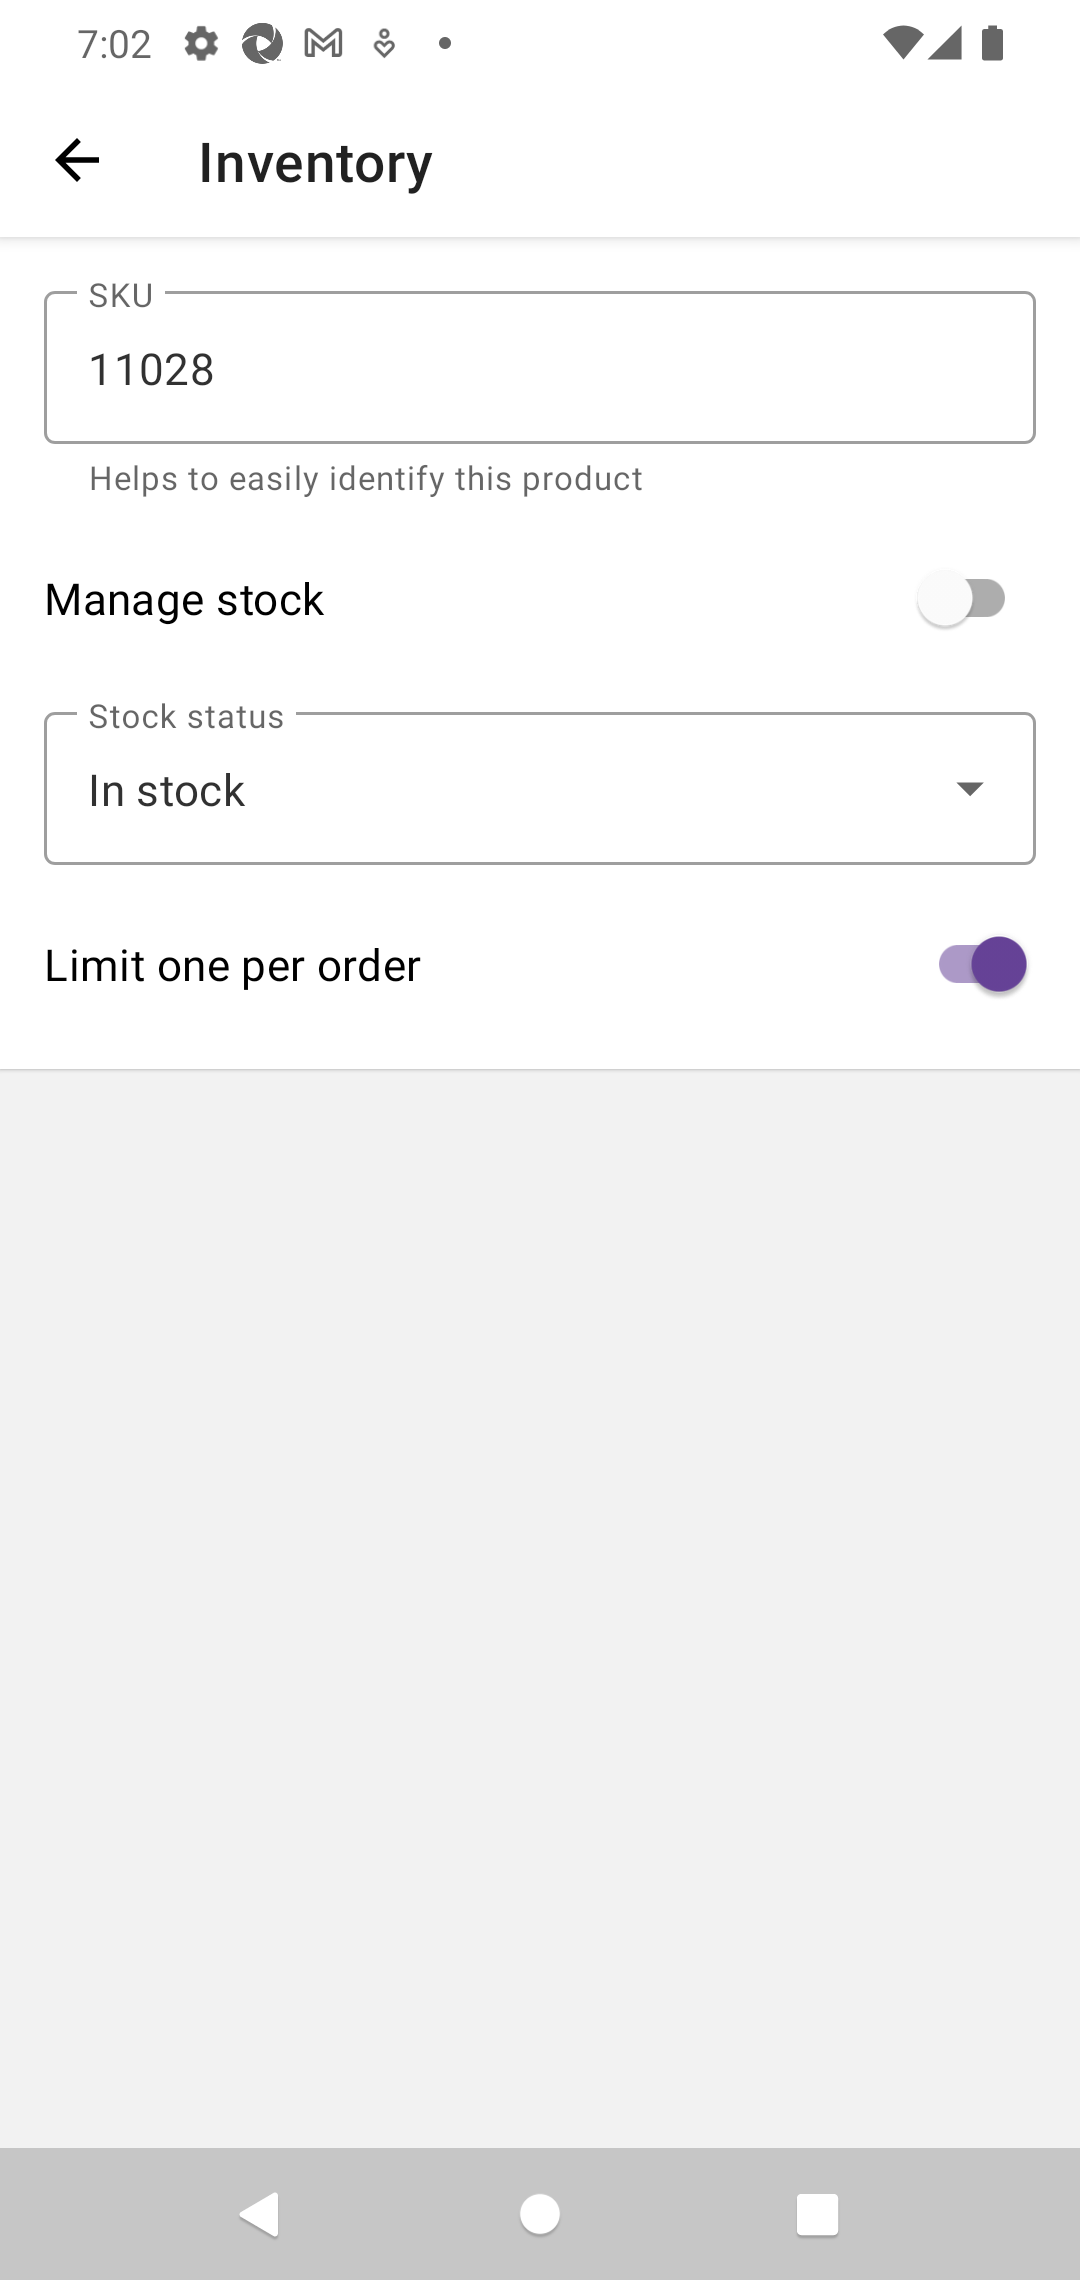 7:02
Inventory
SKU
11028
Helps to easily identify this product
Manage stock
Stock status
In stock
Limit one per order